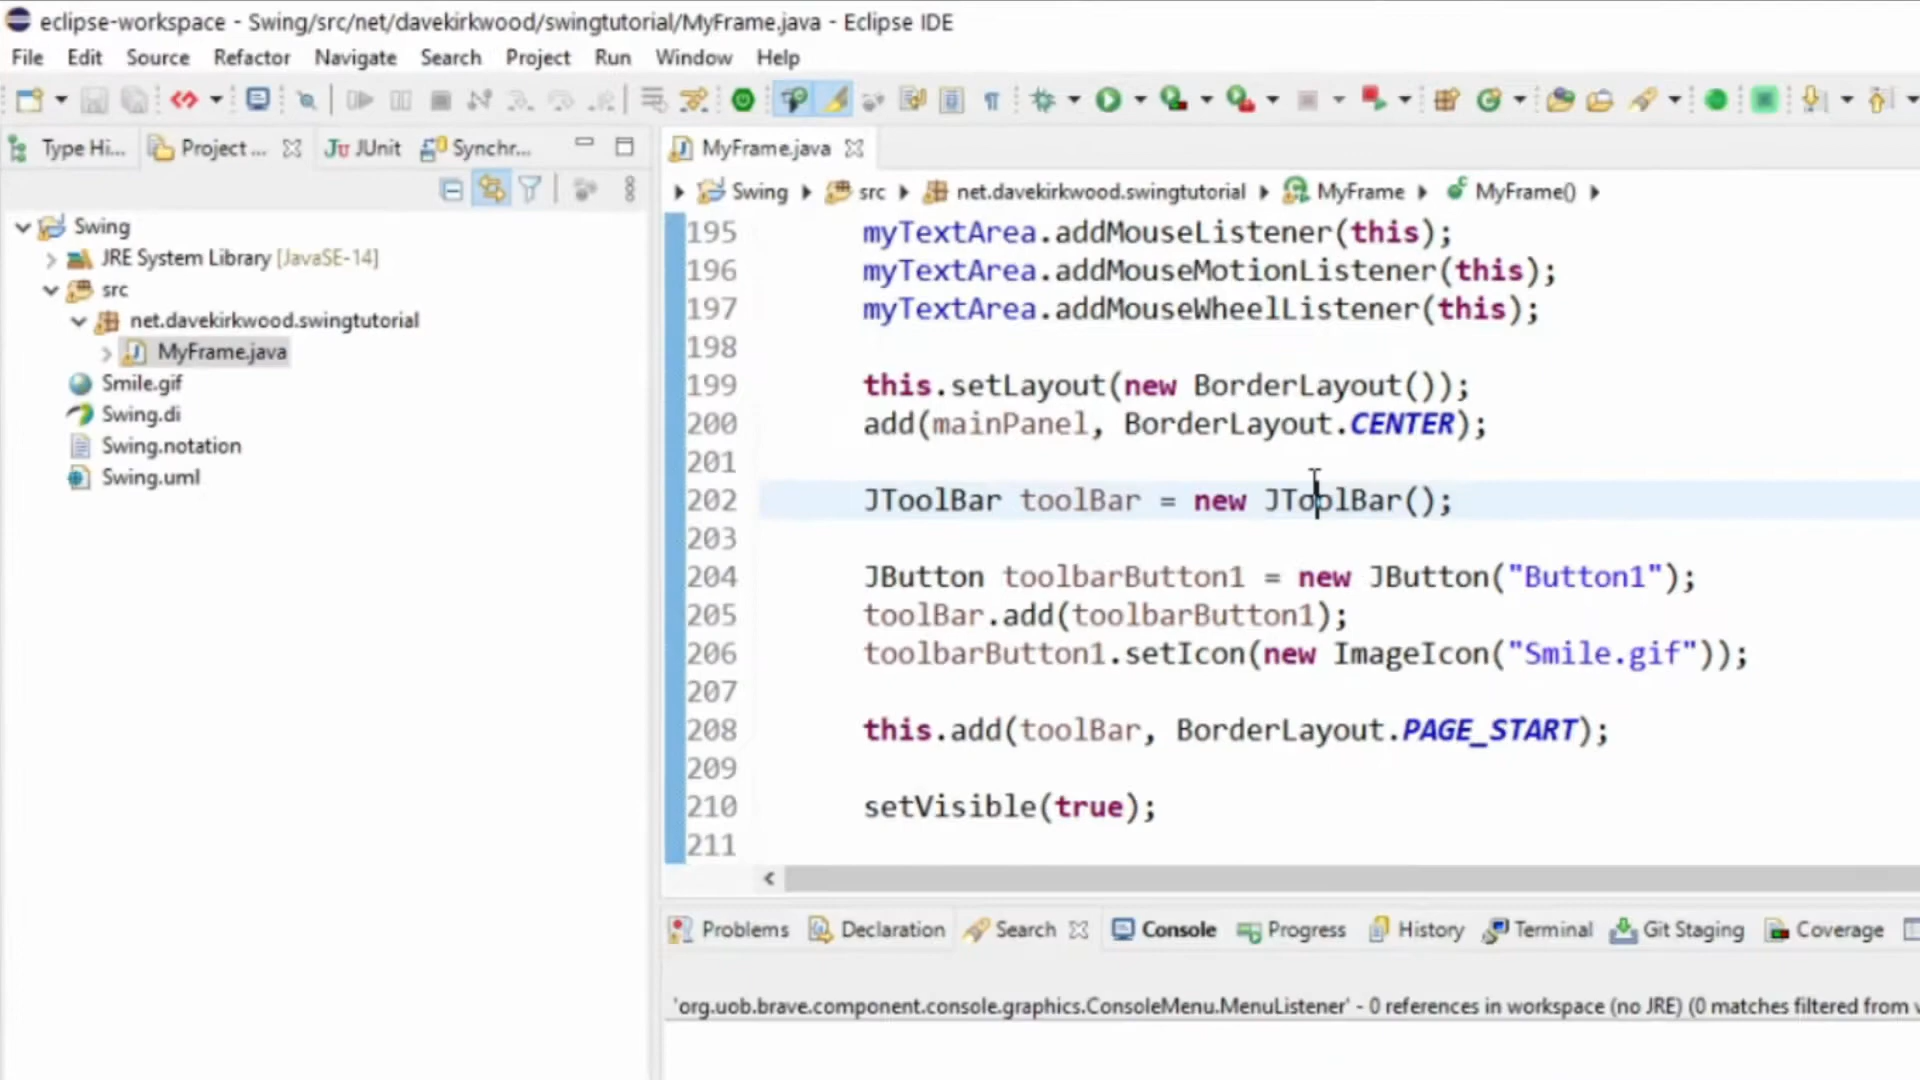 eclipse-workspace - Swing/src/net/davekirkwood/swingtutorial/MyFrame.java - Eclipse IDE
File Edit Source Refactor Navigate Search Project Run Window Help
Type Hi... Project ... JUnit Synchr...
MyFrame.java
Swing src net.davekirkwood.swingtutorial MyFrame MyFrame()
Swing
JRE System Library [JavaSE-14]
src
net.davekirkwood.swingtutorial
MyFrame.java
Smile.gif
Swing.di
Swing.notation
Swing.uml
195 myTextArea.addMouseListener(this);
196 myTextArea.addMouseMotionListener(this);
197 myTextArea.addMouseWheelListener(this);
198
199 this.setLayout(new BorderLayout());
200 add(mainPanel, BorderLayout.CENTER);
201
202 JToolBar toolBar = new JToolBar();
203
204 JButton toolbarButton1 = new JButton("Button1");
205 toolBar.add(toolbarButton1);
206 toolbarButton1.setIcon(new ImageIcon("Smile.gif"));
207
208 this.add(toolBar, BorderLayout.PAGE_START);
209
210 setVisible(true);
211
Problems Declaration Search Console Progress History Terminal Git Staging Coverage
'org.uob.brave.component.console.graphics.ConsoleMenu.MenuListener' - 0 references in workspace (no JRE) (0 matches filtered from